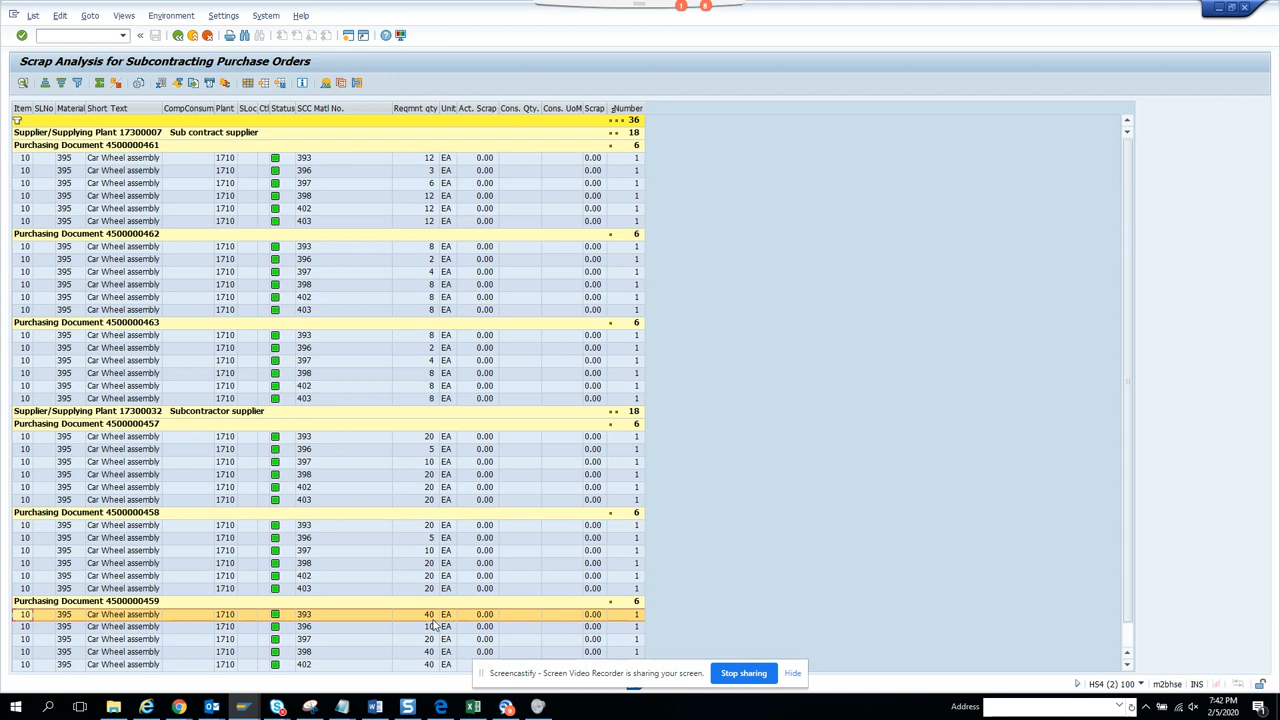 1 8
List Edit Goto Views Environment Settings System Help
Scrap Analysis for Subcontracting Purchase Orders
Item SLNo Material Short Text CompConsum Plant SLoc Ctl Status SCC Matl No. Reqmnt qty Unit Act. Scrap Cons. Qty. Cons. UoM Scrap Number
36
Supplier/Supplying Plant 17300007 Sub contract supplier 18
Purchasing Document 4500000461 6
10 395 Car Wheel assembly 1710 393 12 EA 0.00 0.00 1
10 395 Car Wheel assembly 1710 396 3 EA 0.00 0.00 1
10 395 Car Wheel assembly 1710 397 6 EA 0.00 0.00 1
10 395 Car Wheel assembly 1710 398 12 EA 0.00 0.00 1
10 395 Car Wheel assembly 1710 402 12 EA 0.00 0.00 1
10 395 Car Wheel assembly 1710 403 12 EA 0.00 0.00 1
Purchasing Document 4500000462 6
10 395 Car Wheel assembly 1710 393 8 EA 0.00 0.00 1
10 395 Car Wheel assembly 1710 396 2 EA 0.00 0.00 1
10 395 Car Wheel assembly 1710 397 4 EA 0.00 0.00 1
10 395 Car Wheel assembly 1710 398 8 EA 0.00 0.00 1
10 395 Car Wheel assembly 1710 402 8 EA 0.00 0.00 1
10 395 Car Wheel assembly 1710 403 8 EA 0.00 0.00 1
Purchasing Document 4500000463 6
10 395 Car Wheel assembly 1710 393 8 EA 0.00 0.00 1
10 395 Car Wheel assembly 1710 396 2 EA 0.00 0.00 1
10 395 Car Wheel assembly 1710 397 4 EA 0.00 0.00 1
10 395 Car Wheel assembly 1710 398 8 EA 0.00 0.00 1
10 395 Car Wheel assembly 1710 402 8 EA 0.00 0.00 1
10 395 Car Wheel assembly 1710 403 8 EA 0.00 0.00 1
Supplier/Supplying Plant 17300032 Subcontractor supplier 18
Purchasing Document 4500000457 6
10 395 Car Wheel assembly 1710 393 20 EA 0.00 0.00 1
10 395 Car Wheel assembly 1710 396 5 EA 0.00 0.00 1
10 395 Car Wheel assembly 1710 397 10 EA 0.00 0.00 1
10 395 Car Wheel assembly 1710 398 20 EA 0.00 0.00 1
10 395 Car Wheel assembly 1710 402 20 EA 0.00 0.00 1
10 395 Car Wheel assembly 1710 403 20 EA 0.00 0.00 1
Purchasing Document 4500000458 6
10 395 Car Wheel assembly 1710 393 20 EA 0.00 0.00 1
10 395 Car Wheel assembly 1710 396 5 EA 0.00 0.00 1
10 395 Car Wheel assembly 1710 397 10 EA 0.00 0.00 1
10 395 Car Wheel assembly 1710 398 20 EA 0.00 0.00 1
10 395 Car Wheel assembly 1710 402 20 EA 0.00 0.00 1
10 395 Car Wheel assembly 1710 403 20 EA 0.00 0.00 1
Purchasing Document 4500000459 6
10 395 Car Wheel assembly 1710 393 40 EA 0.00 0.00 1
10 395 Car Wheel assembly 1710 396 10 EA 0.00 0.00 1
10 395 Car Wheel assembly 1710 397 20 EA 0.00 0.00 1
10 395 Car Wheel assembly 1710 398 40 EA 0.00 0.00 1
10 395 Car Wheel assembly 1710 402 40 EA
Screencastify - Screen Video Recorder is sharing your screen. Stop sharing Hide
HS4 (2) 100 m2bhse INS
Address 7:42 PM
2/5/2020